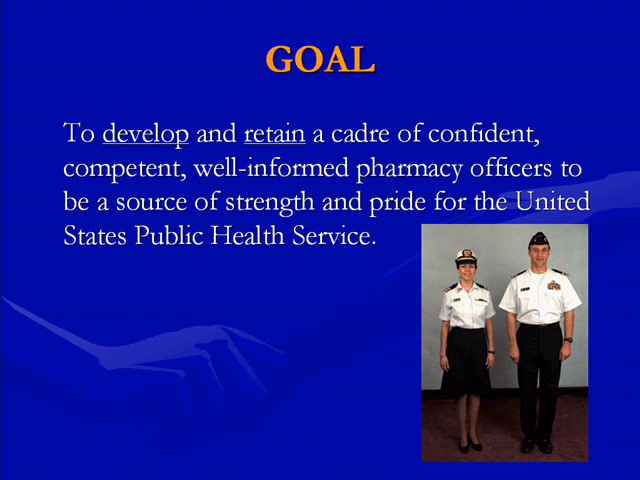 GOAL
To develop and retain a cadre of confident,
competent, well-informed pharmacy officers to
be a source of strength and pride for the United
States Public Health Service.